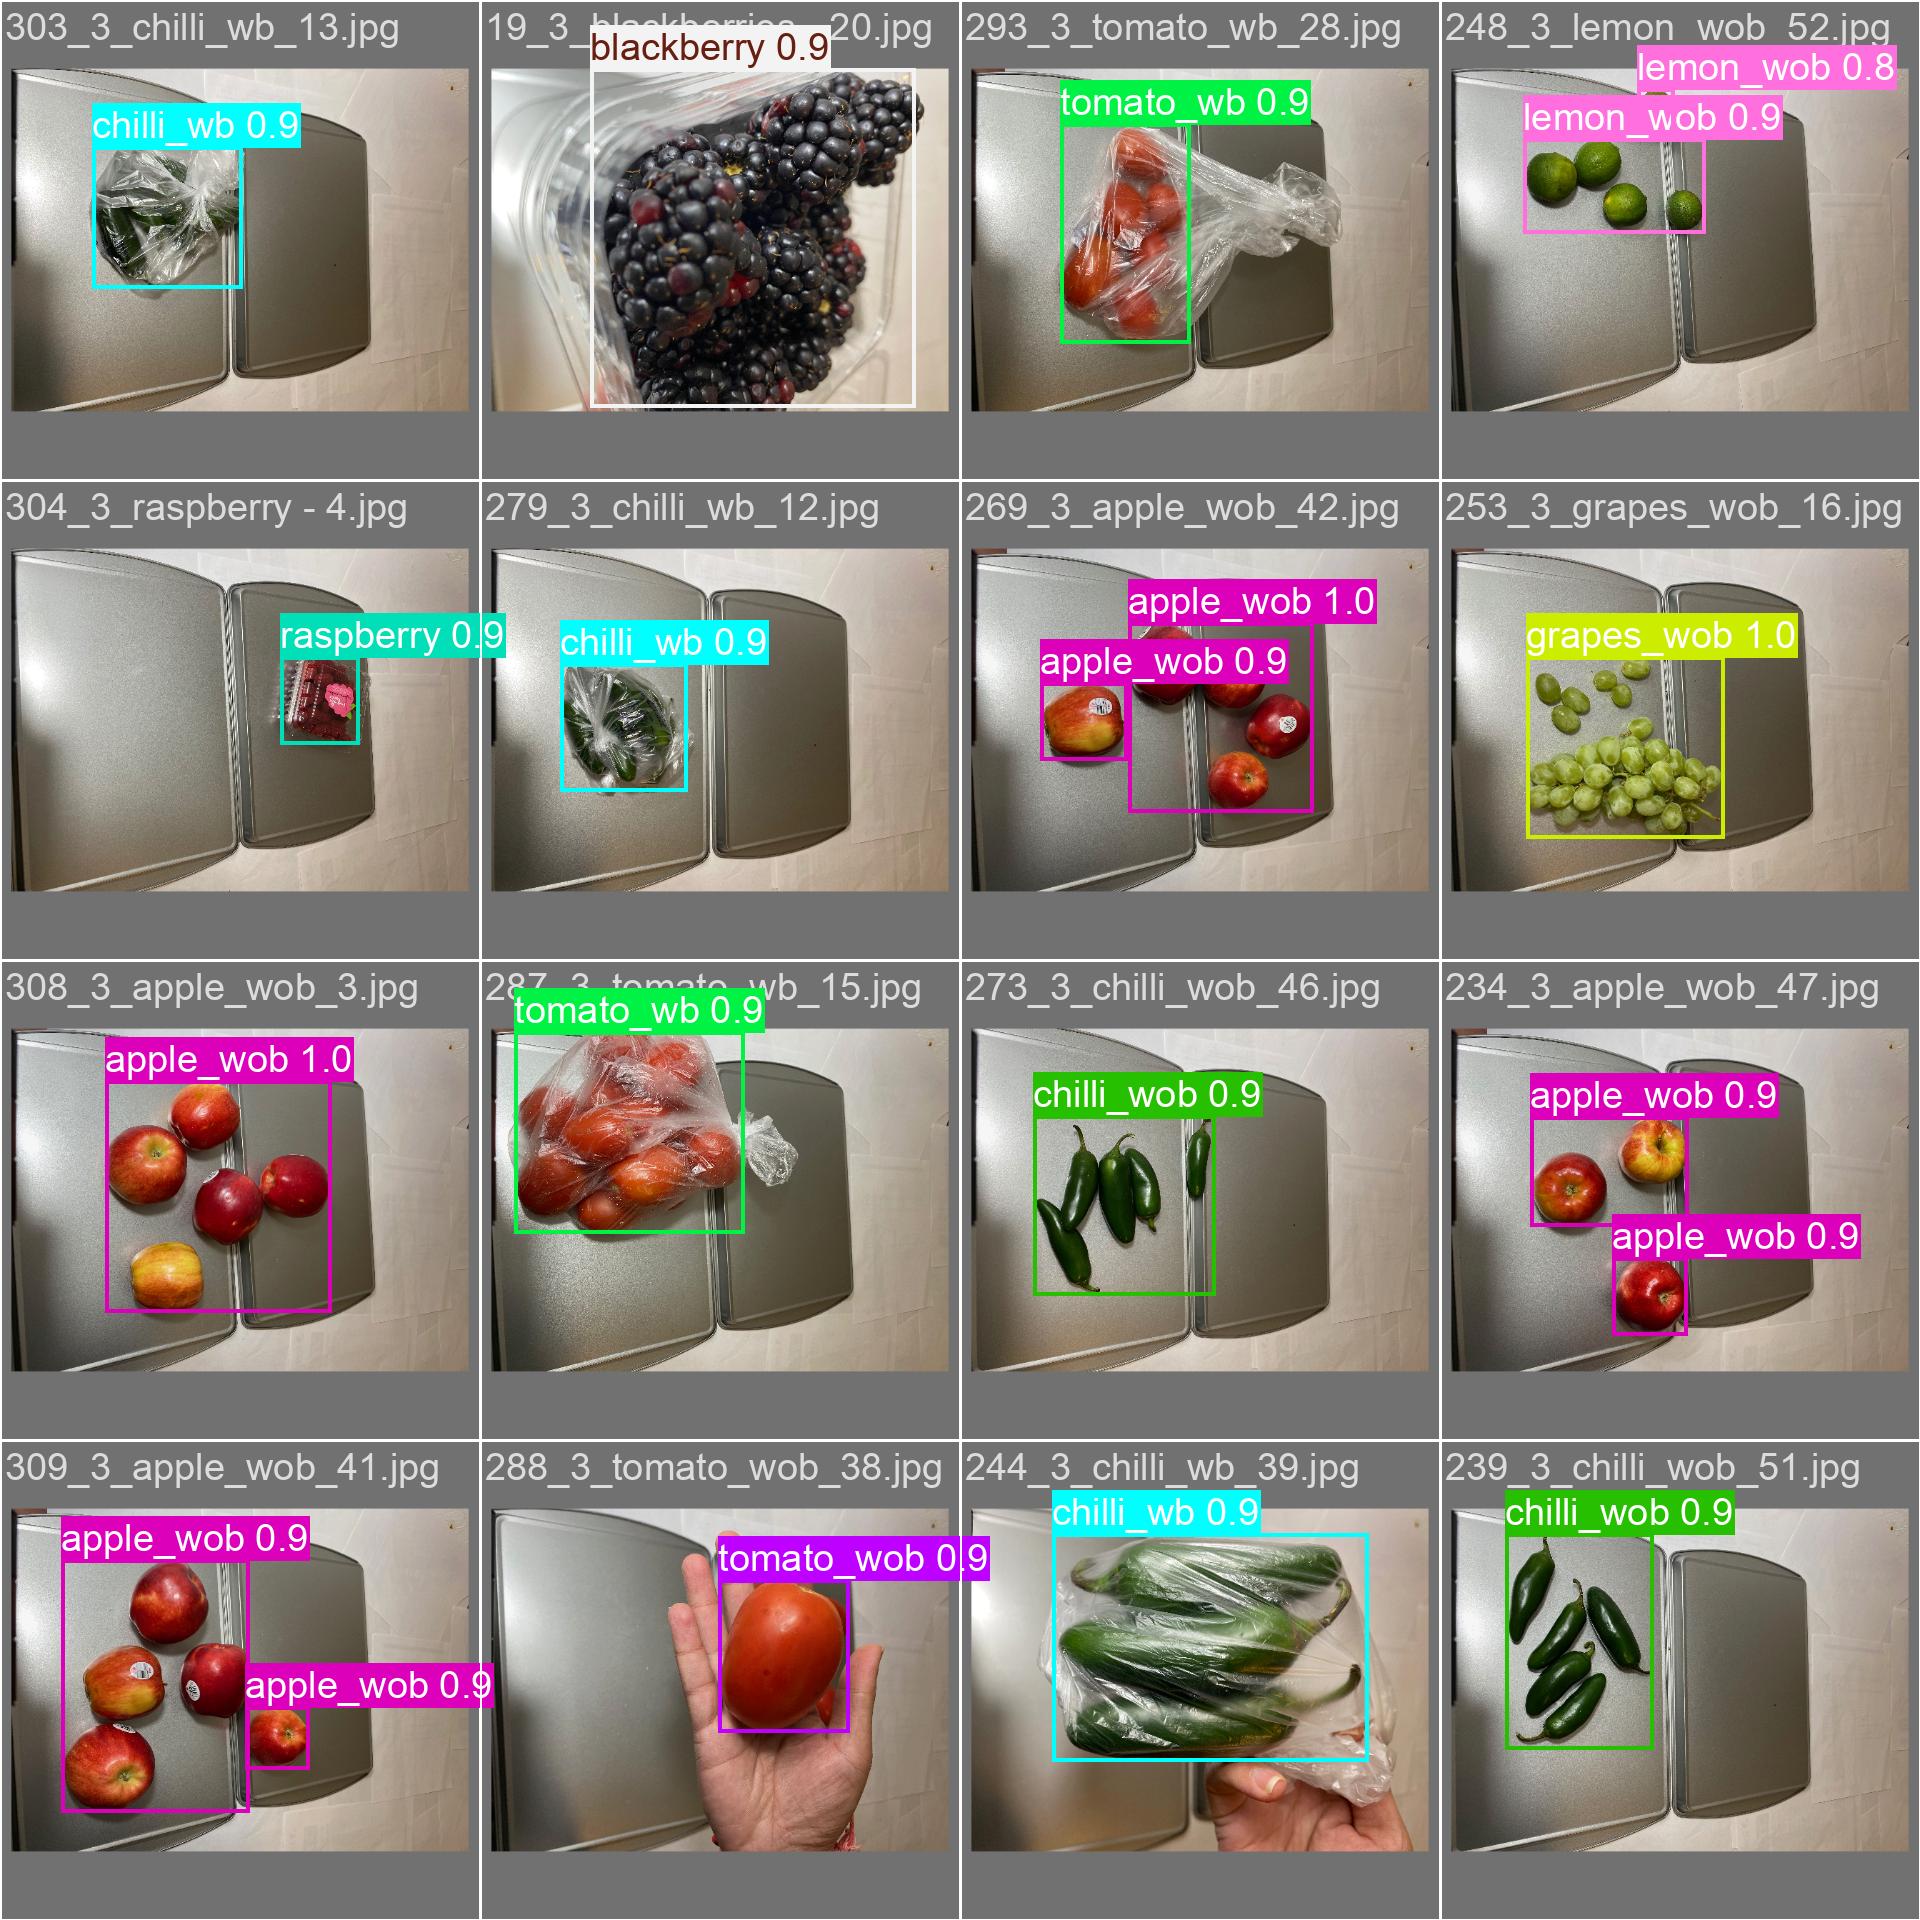 303_3_chilli_wb_13.jpg
chilli_wb 0.9
19_3_blackberries - 20.jpg
blackberry 0.9
293_3_tomato_wb_28.jpg
tomato_wb 0.9
248_3_lemon_wob_52.jpg
lemon_wob 0.8
lemon_wob 0.9
304_3_raspberry - 4.jpg
raspberry 0.9
279_3_chilli_wb_12.jpg
chilli_wb 0.9
269_3_apple_wob_42.jpg
apple_wob 1.0
apple_wob 0.9
253_3_grapes_wob_16.jpg
grapes_wob 1.0
308_3_apple_wob_3.jpg
apple_wob 1.0
287_3_tomato_wb_15.jpg
tomato_wb 0.9
273_3_chilli_wob_46.jpg
chilli_wob 0.9
234_3_apple_wob_47.jpg
apple_wob 0.9
apple_wob 0.9
309_3_apple_wob_41.jpg
apple_wob 0.9
apple_wob 0.9
288_3_tomato_wob_38.jpg
tomato_wob 0.9
244_3_chilli_wb_39.jpg
chilli_wb 0.9
239_3_chilli_wob_51.jpg
chilli_wob 0.9